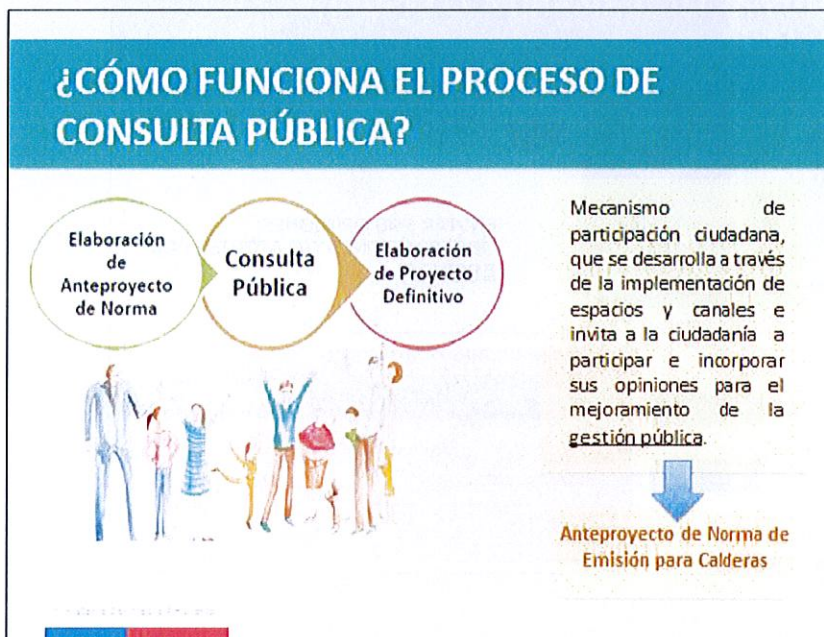 ¿CÓMO FUNCIONA EL PROCESO DE
CONSULTA PÚBLICA?
Elaboración
de
Anteproyecto
de Norma
Consulta
Pública
Elaboración
de Proyecto
Definitivo
Mecanismo de
participación ciudadana,
que se desarrolla a través
de la implementación de
espacios y canales e
invita a la ciudadanía a
participar e incorporar
sus opiniones para el
mejoramiento de la
gestión pública.
Anteproyecto de Norma de
Emisión para Calderas